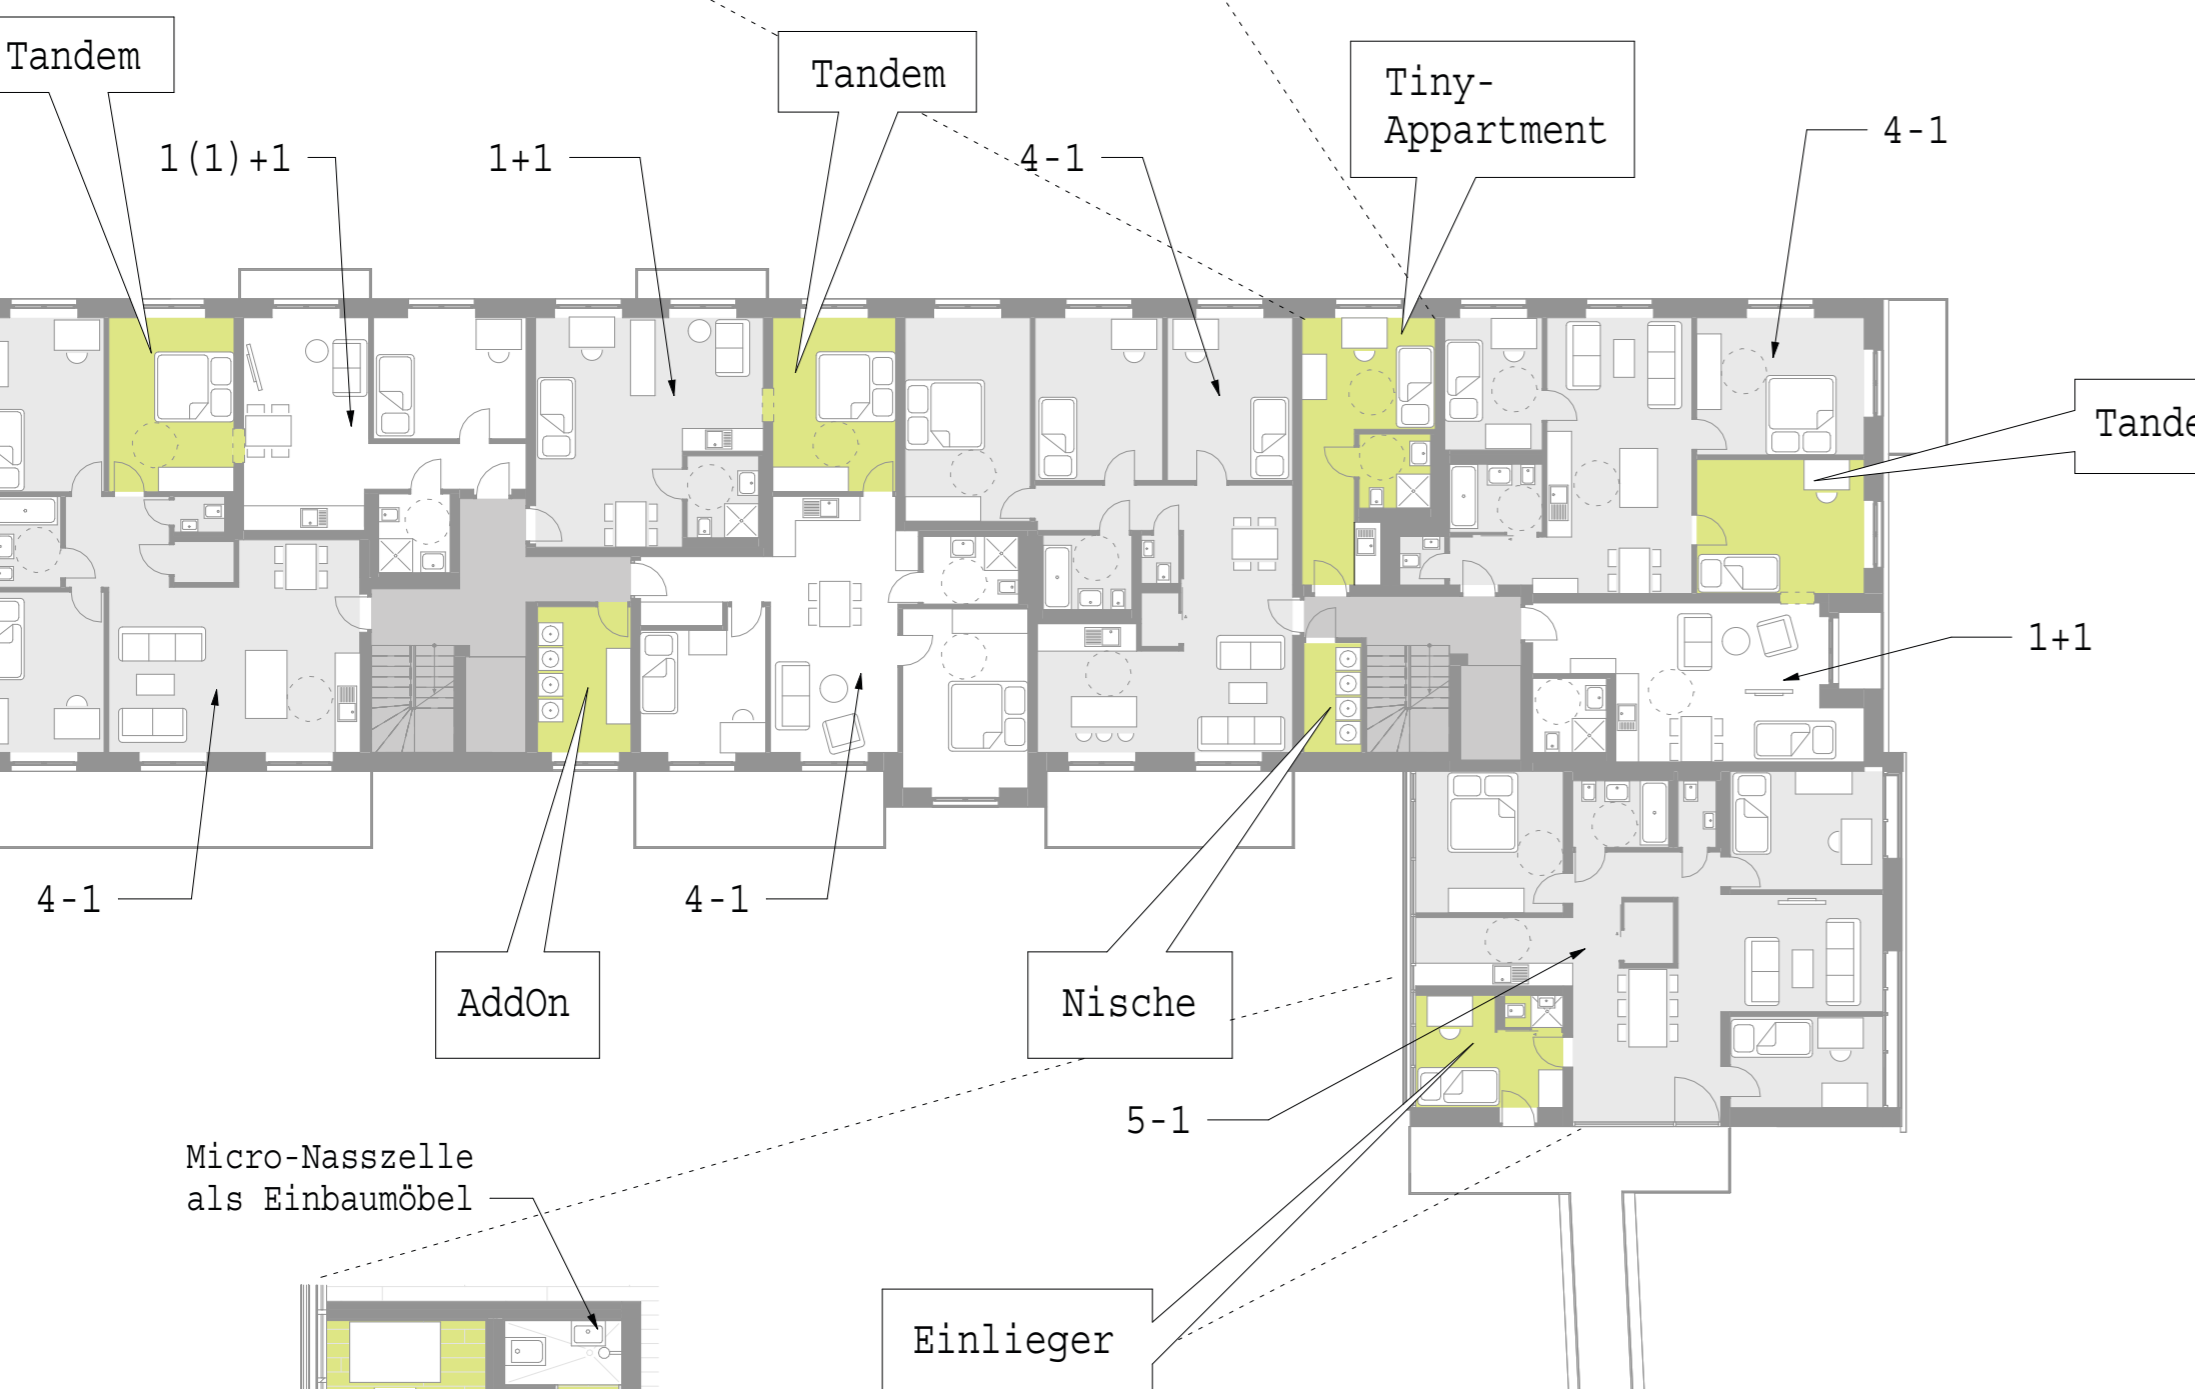 Tandem
Tandem
Tiny-
Appartment
1(1)+1
1+1
4-1
4-1
Tande
1+1
4-1
4-1
AddOn
Nische
5-1
Micro-Nasszelle
als Einbaumöbel
Einlieger